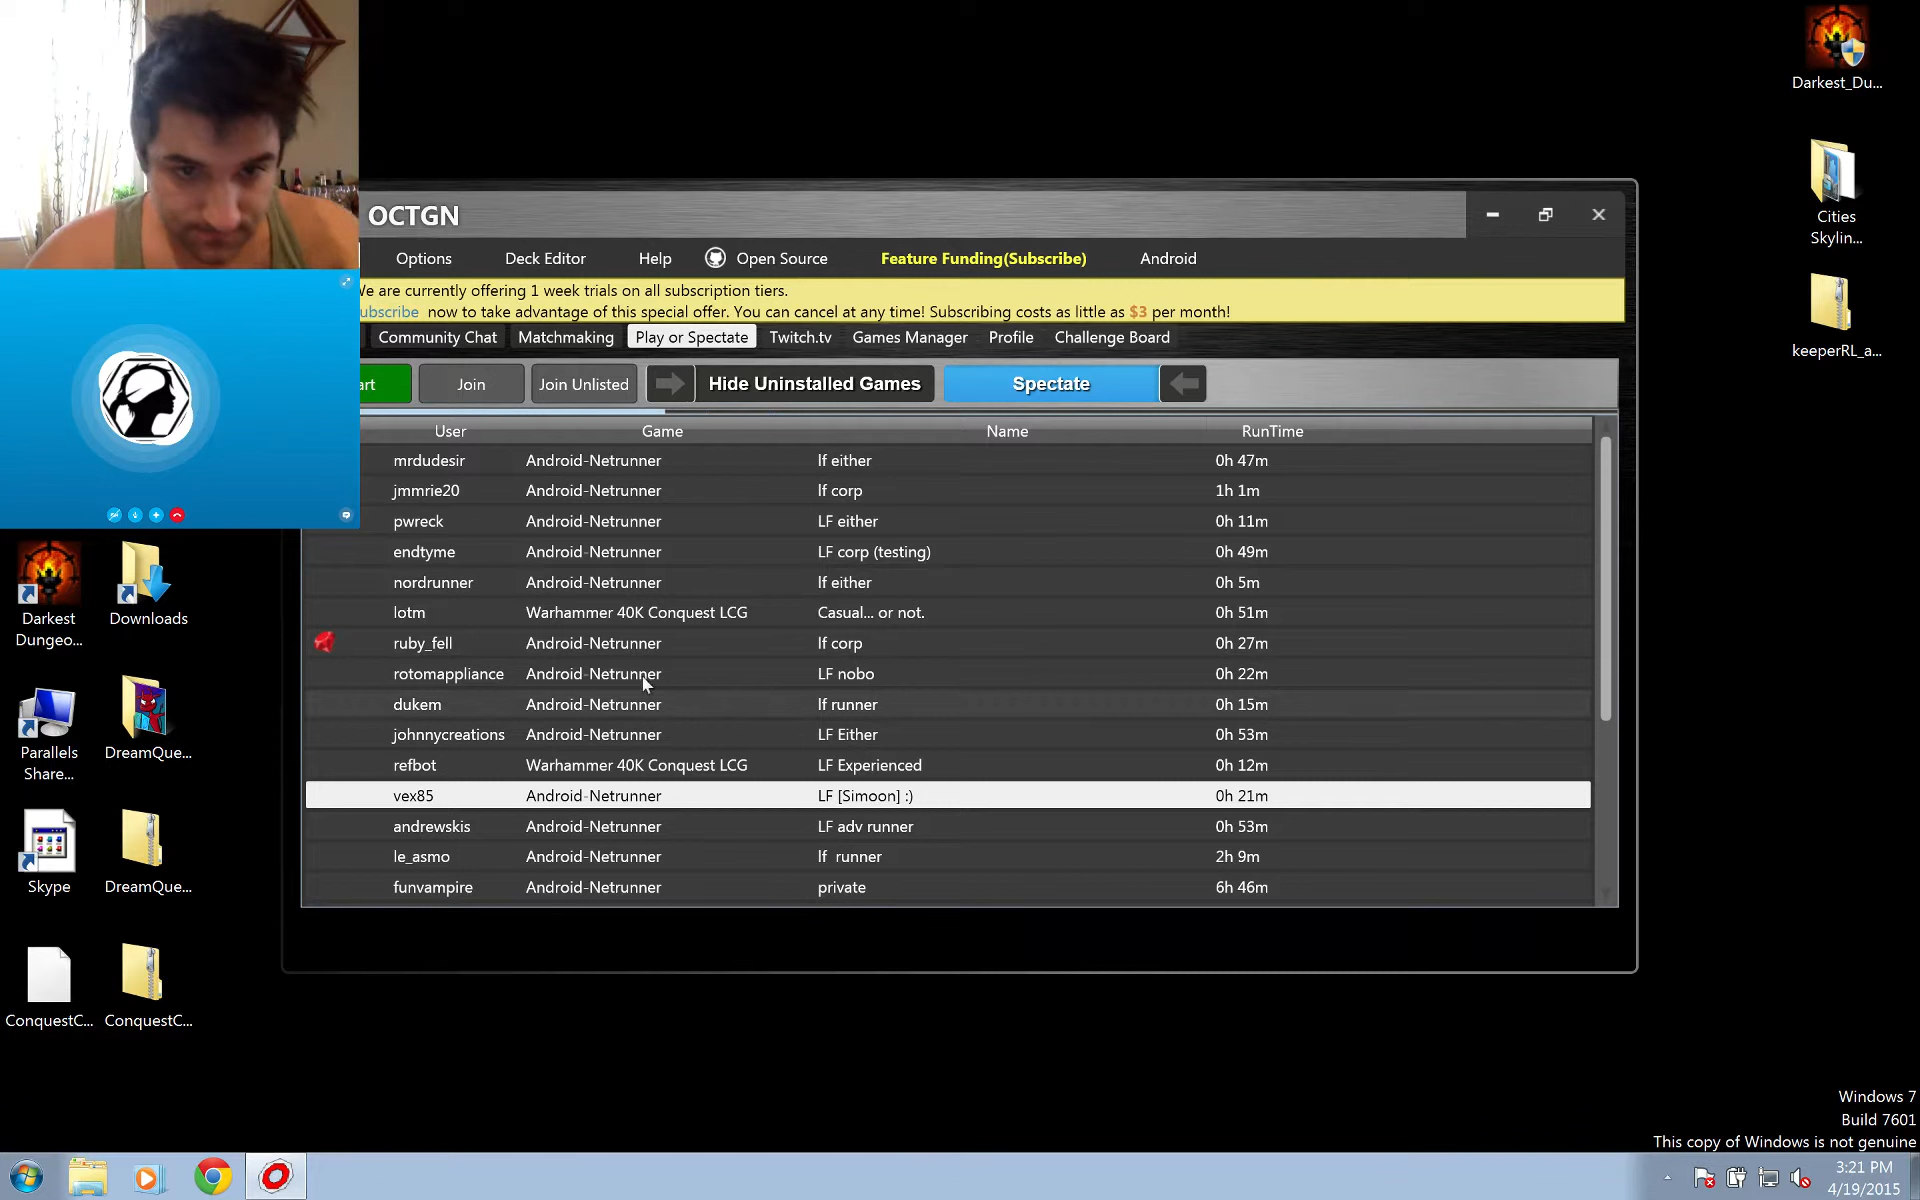 Darkest_Du...
Cities
Skylin...
keeperRL_a...
OCTGN
Options Deck Editor Help Open Source Feature Funding(Subscribe) Android
We are currently offering 1 week trials on all subscription tiers.
ubscribe now to take advantage of this special offer. You can cancel at any time! Subscribing costs as little as $3 per month!
Community Chat Matchmaking Play or Spectate Twitch.tv Games Manager Profile Challenge Board
art Join Join Unlisted Hide Uninstalled Games Spectate
User Game Name RunTime
mrdudesir Android-Netrunner lf either 0h 47m
jmmrie20 Android-Netrunner lf corp 1h 1m
pwreck Android-Netrunner LF either 0h 11m
endtyme Android-Netrunner LF corp (testing) 0h 49m
nordrunner Android-Netrunner lf either 0h 5m
lotm Warhammer 40K Conquest LCG Casual... or not. 0h 51m
ruby_fell Android-Netrunner lf corp 0h 27m
rotomappliance Android-Netrunner LF nobo 0h 22m
dukem Android-Netrunner lf runner 0h 15m
johnnycreations Android-Netrunner LF Either 0h 53m
refbot Warhammer 40K Conquest LCG LF Experienced 0h 12m
vex85 Android-Netrunner LF [Simoon] :) 0h 21m
andrewskis Android-Netrunner LF adv runner 0h 53m
le_asmo Android-Netrunner lf runner 2h 9m
funvampire Android-Netrunner private 6h 46m
Darkest
Dungeo...
Downloads
Parallels
Share...
DreamQue...
Skype
DreamQue...
ConquestC...
ConquestC...
Windows 7
Build 7601
This copy of Windows is not genuine
3:21 PM
4/19/2015